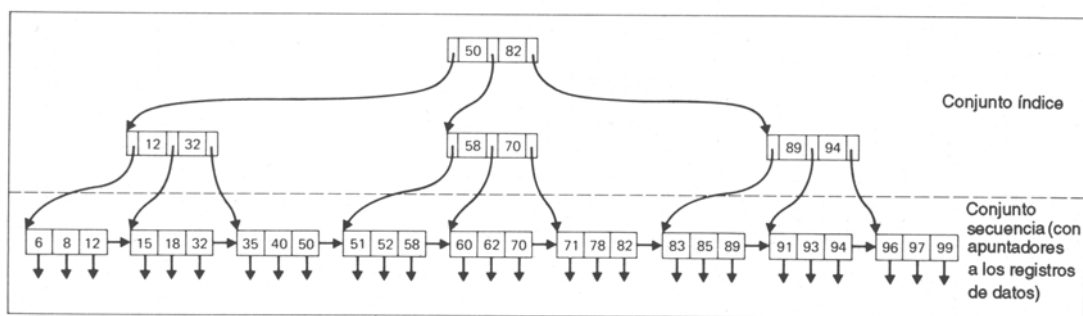 50 82
Conjunto índice
12 32
58 70
89 94
Conjunto
secuencia (con
apuntadores
a los registros
de datos)
6 8 12
15 18 32
35 40 50
51 52 58
60 62 70
71 78 82
83 85 89
91 93 94
96 97 99